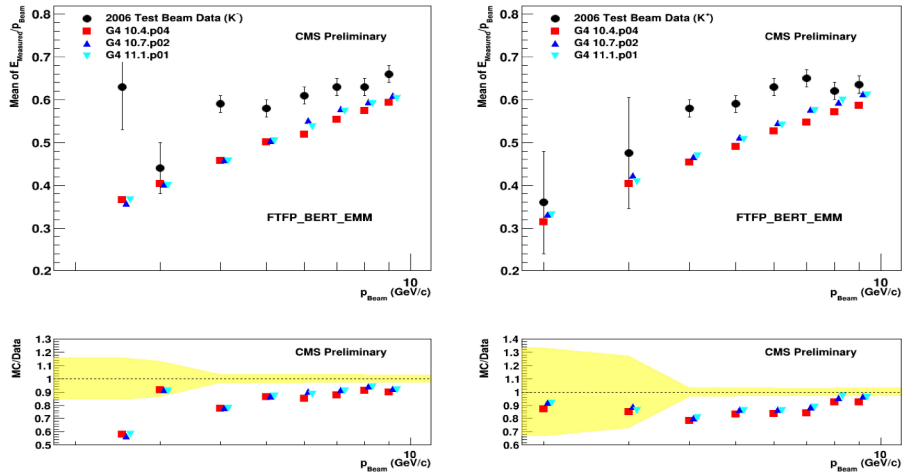 2006 Test Beam Data (K⁻)
G4 10.4.p04
G4 10.7.p02
G4 11.1.p01
CMS Preliminary
FTFP_BERT_EMM
Mean of E_Measured/p_Beam
0.8
0.7
0.6
0.5
0.4
0.3
0.2
10
p_Beam (GeV/c)
2006 Test Beam Data (K⁺)
G4 10.4.p04
G4 10.7.p02
G4 11.1.p01
CMS Preliminary
FTFP_BERT_EMM
Mean of E_Measured/p_Beam
0.8
0.7
0.6
0.5
0.4
0.3
0.2
10
p_Beam (GeV/c)
CMS Preliminary
MC/Data
1.4
1.3
1.2
1.1
1
0.9
0.8
0.7
0.6
0.5
10
p_Beam (GeV/c)
CMS Preliminary
MC/Data
1.4
1.3
1.2
1.1
1
0.9
0.8
0.7
0.6
10
p_Beam (GeV/c)